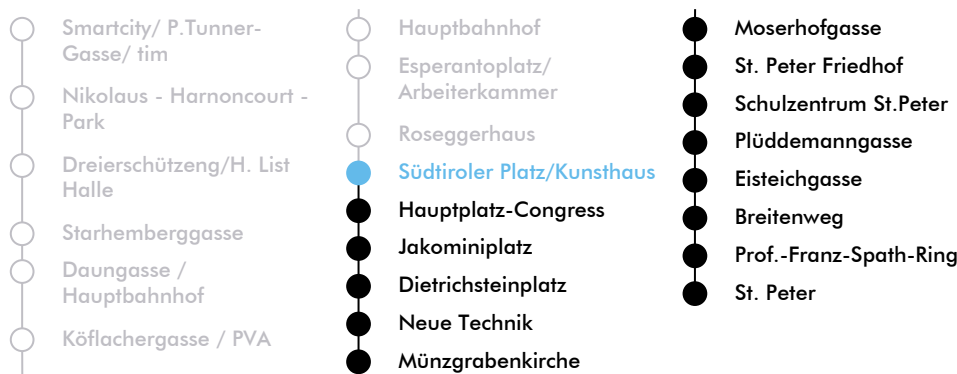 Smartcity/ P.Tunner-
Gasse/ tim
Nikolaus - Harnoncourt -
Park
Dreierschützeng/H. List
Halle
Starhemberggasse
Daungasse /
Hauptbahnhof
Köflachergasse / PVA
Hauptbahnhof
Esperantoplatz/
Arbeiterkammer
Roseggerhaus
Südtiroler Platz/Kunsthaus
Hauptplatz-Congress
Jakominiplatz
Dietrichsteinplatz
Neue Technik
Münzgrabenkirche
Moserhofgasse
St. Peter Friedhof
Schulzentrum St.Peter
Plüddemanngasse
Eisteichgasse
Breitenweg
Prof.-Franz-Spath-Ring
St. Peter